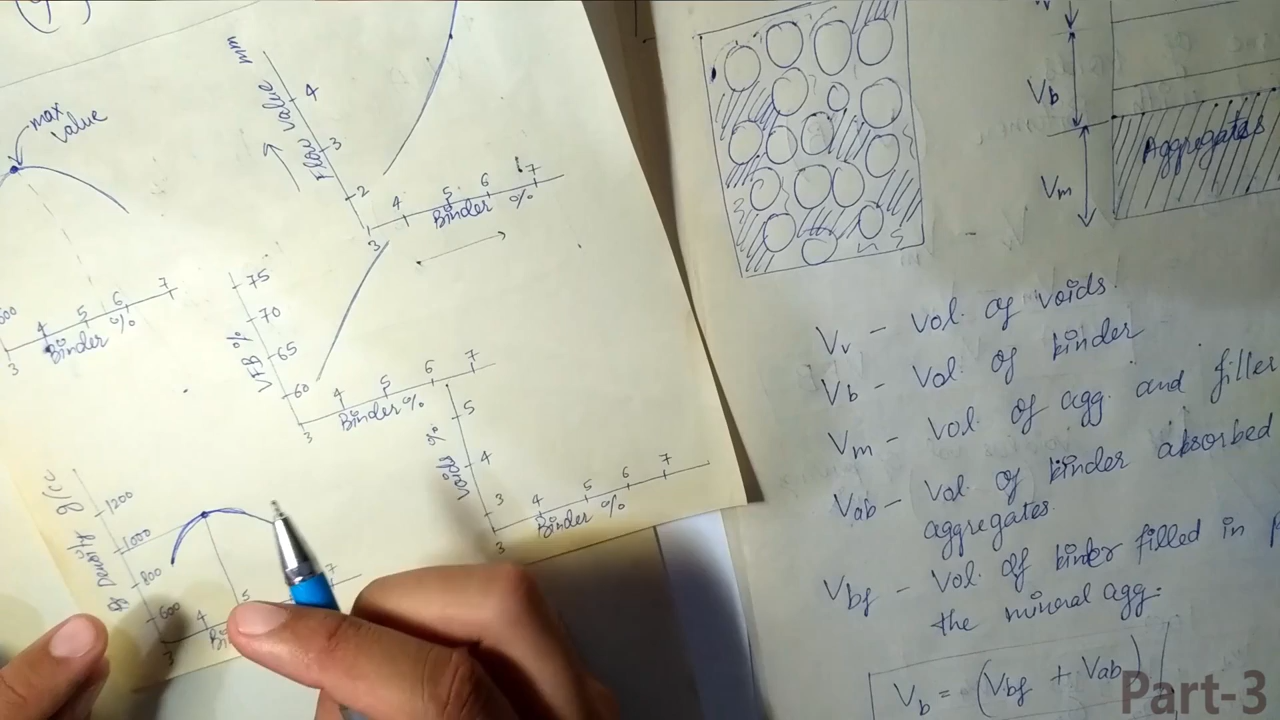 max
value
600
3
4
5
6
7
Binder %
Flow value mm
4
3
2
3
4
5
6
7
Binder %
VFB %
75
70
65
60
3
4
5
6
7
Binder %
Voids %
5
4
3
3
4
5
6
7
Binder %
Density g/cc
1200
1000
800
600
3
4
5
7
Vb
Vm
Aggregates
Vv - Vol. of voids.
Vb - Vol. of binder
Vm - Vol. of agg. and filler
Vab - Vol. of binder absorbed
aggregates.
Vbf - Vol. of binder filled in
the mineral agg.
Vb = (Vbf + Vab)
Part-3